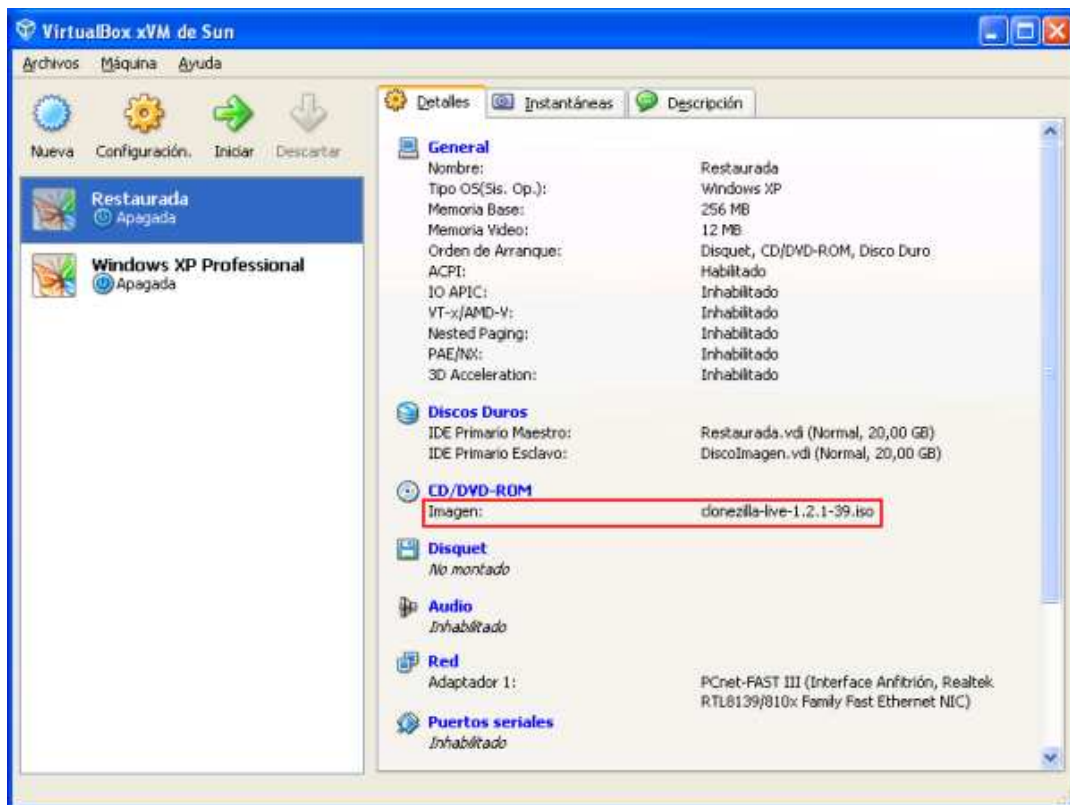 VirtualBox xVM de Sun
Archivos Máquina Ayuda
Nueva Configuración. Iniciar Descartar
Restaurada
Apagada
Windows XP Professional
Apagada
Detalles Instantáneas Descripción
General
Nombre: Restaurada
Tipo OS(Sis. Op.): Windows XP
Memoria Base: 256 MB
Memoria Video: 12 MB
Orden de Arranque: Disquet, CD/DVD-ROM, Disco Duro
ACPI: Habilitado
IO APIC: Inhabilitado
VT-x/AMD-V: Inhabilitado
Nested Paging: Inhabilitado
PAE/NX: Inhabilitado
3D Acceleration: Inhabilitado
Discos Duros
IDE Primario Maestro: Restaurada.vdi (Normal, 20,00 GB)
IDE Primario Esclavo: DiscoImagen.vdi (Normal, 20,00 GB)
CD/DVD-ROM
Imagen: clonezilla-live-1.2.1-39.iso
Disquet
No montado
Audio
Inhabilitado
Red
Adaptador 1: PCnet-FAST III (Interface Anfitrión, Realtek
RTL8139/810x Family Fast Ethernet NIC)
Puertos seriales
Inhabilitado